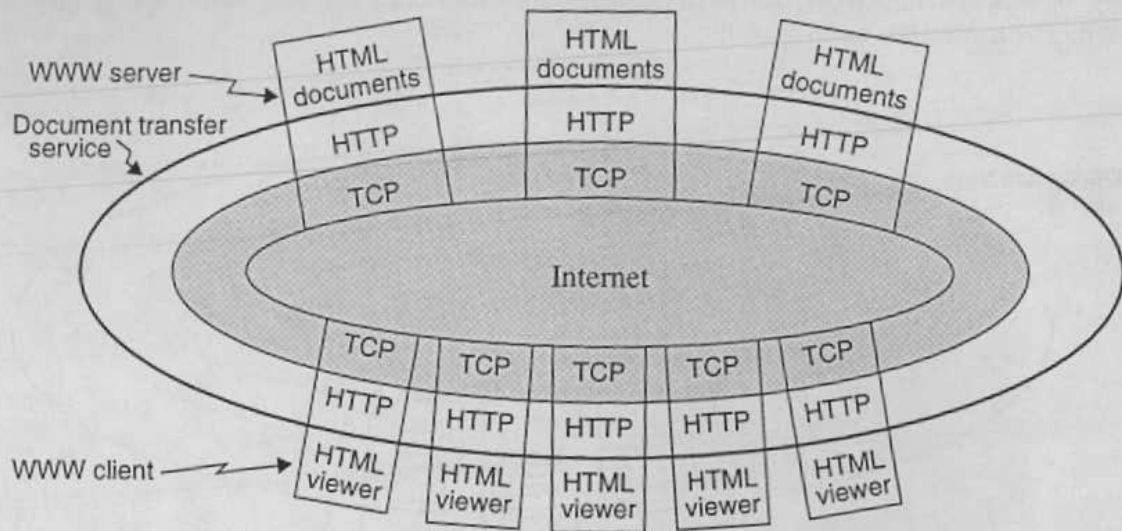 WWW server
Document transfer
service
HTML
documents
HTTP
TCP
HTML
documents
HTTP
TCP
HTML
documents
HTTP
TCP
Internet
TCP
HTTP
HTML
viewer
TCP
HTTP
HTML
viewer
TCP
HTTP
HTML
viewer
TCP
HTTP
HTML
viewer
TCP
HTTP
HTML
viewer
WWW client